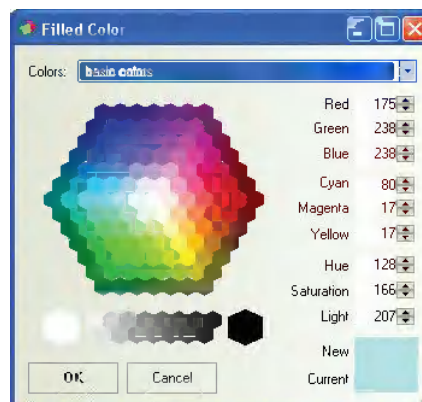 Filled Color
Colors: basic colors
Red 175
Green 238
Blue 238
Cyan 80
Magenta 17
Yellow 17
Hue 128
Saturation 166
Light 207
New
Current
OK Cancel